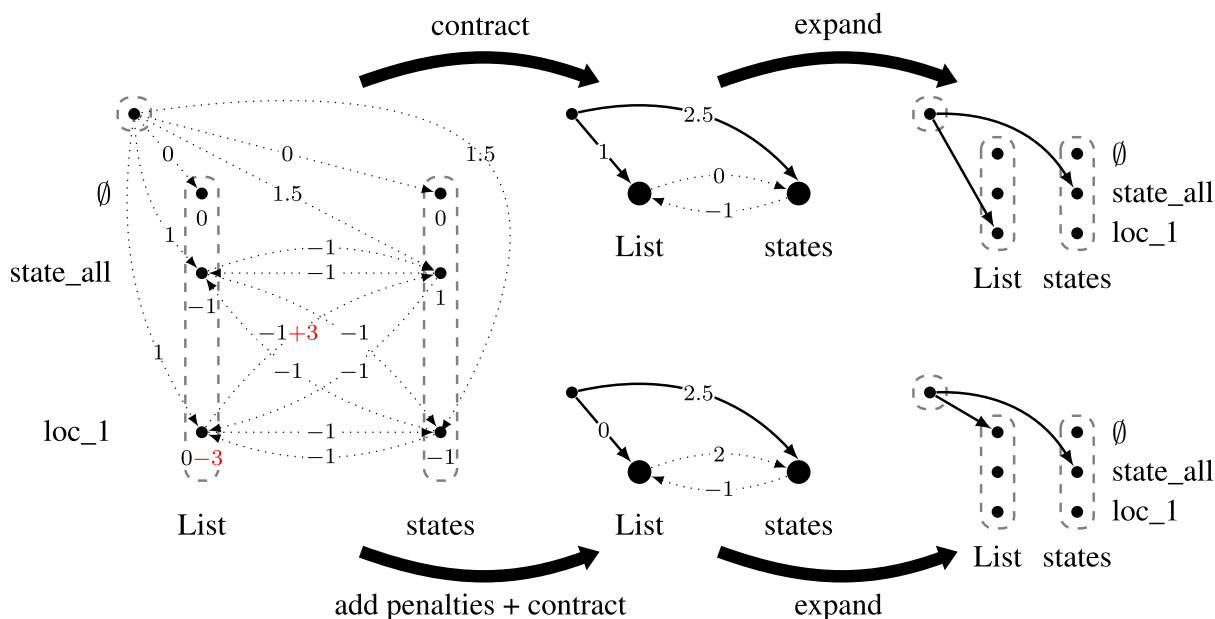 contract
expand
2.5
1
0
−1
List
states
∅
state_all
loc_1
List
states
0
0
1.5
1.5
∅
0
0
1
−1
−1
state_all
−1
1
−1+3
−1
1
−1
−1
loc_1
−1
0−3
−1
−1
List
states
2.5
0
2
−1
List
states
∅
state_all
loc_1
List
states
add penalties + contract
expand